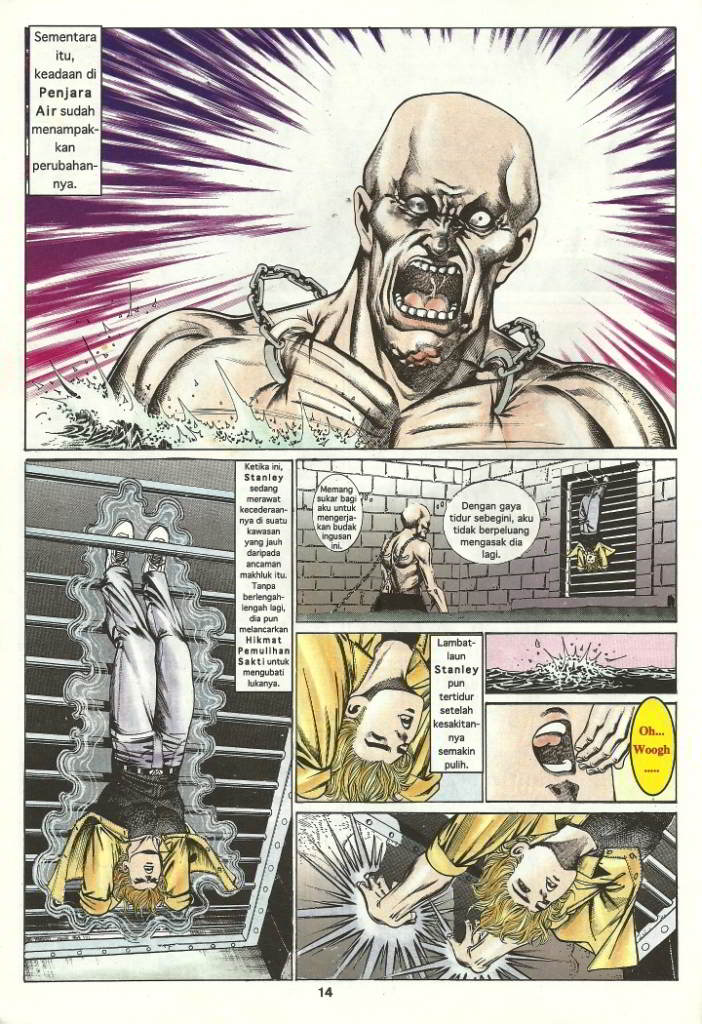 Sementara
itu,
keadaan di
Penjara
Air sudah
menampak-
kan
perubahan-
nya.
Ketika ini,
Stanley
sedang
merawat
kecederaan-
nya di suatu
kawasan
yang jauh
daripada
ancaman
makhluk itu.
Tanpa
berlengah-
lengah lagi,
dia pun
melancarkan
Hikmat
Pemulihan
Sakti untuk
mengubati
lukanya.
Memang
sukar bagi
aku untuk
mengerja-
kan budak
ingusan
ini.
Dengan gaya
tidur sebegini, aku
tidak berpeluang
mengasak dia
lagi.
Lambat-
laun
Stanley
pun
tertidur
setelah
kesakitan-
nya
semakin
pulih.
Oh...
Woogh
.....
14